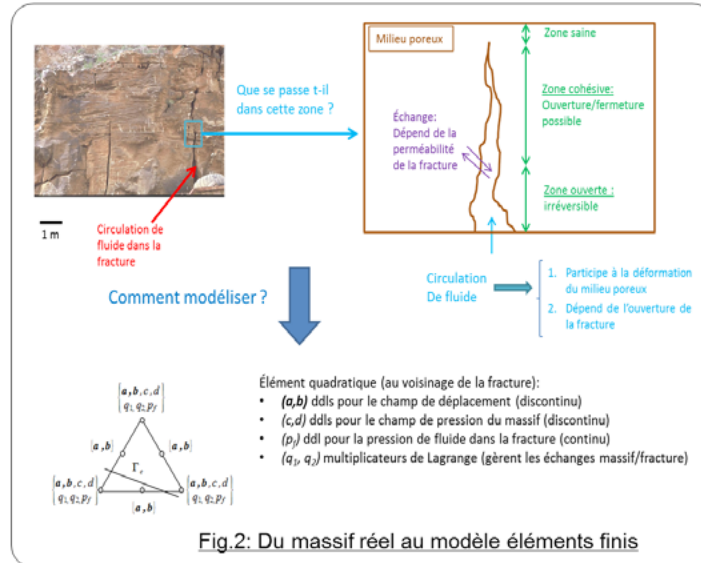 Que se passe t-il
dans cette zone ?
1 m
Circulation de
fluide dans la
fracture
Milieu poreux
Zone saine
Zone cohésive:
Ouverture/fermeture
possible
Échange:
Dépend de la
perméabilité
de la fracture
Zone ouverte :
irréversible
Circulation
De fluide
1. Participe à la déformation
du milieu poreux
2. Dépend de l'ouverture de
la fracture
Comment modéliser ?
{a,b,c,d
q₁,q₂,p_f}
{a,b}
{a,b}
Γ_c
{a,b,c,d
q₁,q₂,p_f}
{a,b,c,d
q₁,q₂,p_f}
{a,b}
Élément quadratique (au voisinage de la fracture):
• (a,b) ddls pour le champ de déplacement (discontinu)
• (c,d) ddls pour le champ de pression du massif (discontinu)
• (p_f) ddl pour la pression de fluide dans la fracture (continu)
• (q₁, q₂) multiplicateurs de Lagrange (gèrent les échanges massif/fracture)
Fig.2: Du massif réel au modèle éléments finis